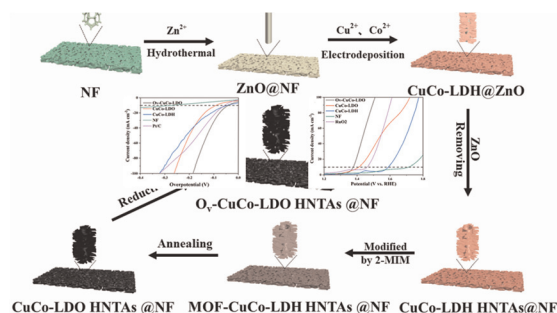 Zn²⁺
Hydrothermal
Cu²⁺、Co²⁺
Electrodeposition
NF
ZnO@NF
CuCo-LDH@ZnO
Oᵥ-CuCo-LDO
CuCo-LDO
CuCo-LDH
NF
Pt/C
Current density (mA cm⁻²)
Overpotential (V)
Oᵥ-CuCo-LDO
CuCo-LDO
CuCo-LDH
NF
RuO2
Current density (mA cm⁻²)
Potential (V vs. RHE)
ZnO
Removing
Oᵥ-CuCo-LDO HNTAs @NF
Annealing
Modified
by 2-MIM
CuCo-LDO HNTAs @NF
MOF-CuCo-LDH HNTAs @NF
CuCo-LDH HNTAs@NF